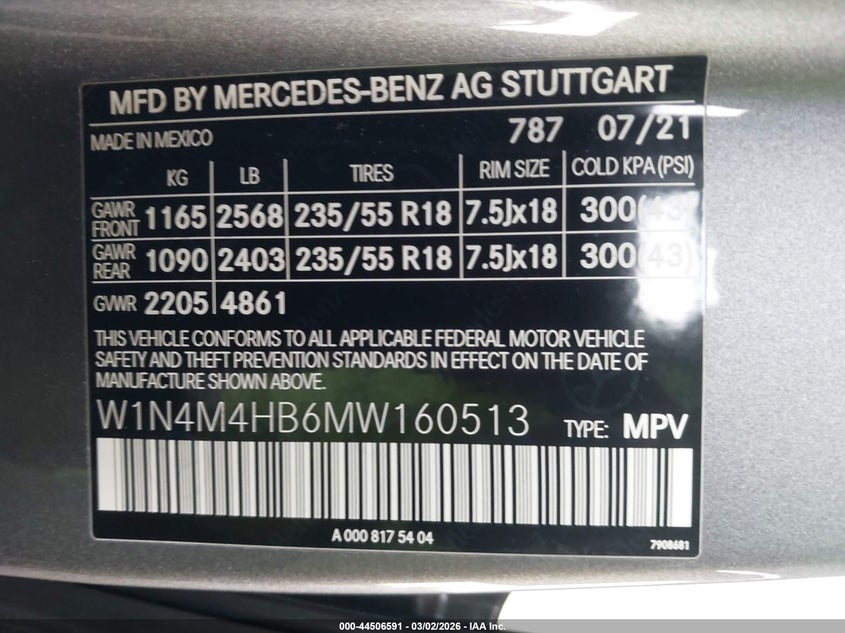 MFD BY MERCEDES-BENZ AG STUTTGART
MADE IN MEXICO 787 07/21
KG LB TIRES RIM SIZE COLD KPA (PSI)
GAWR FRONT 1165 2568 235/55 R18 7.5Jx18 300(43)
GAWR REAR 1090 2403 235/55 R18 7.5Jx18 300(43)
GVWR 2205 4861
THIS VEHICLE CONFORMS TO ALL APPLICABLE FEDERAL MOTOR VEHICLE
SAFETY AND THEFT PREVENTION STANDARDS IN EFFECT ON THE DATE OF
MANUFACTURE SHOWN ABOVE.
W1N4M4HB6MW160513 TYPE: MPV
A 000 817 54 04
7908681
000-44506591 - 03/02/2026 - IAA Inc.